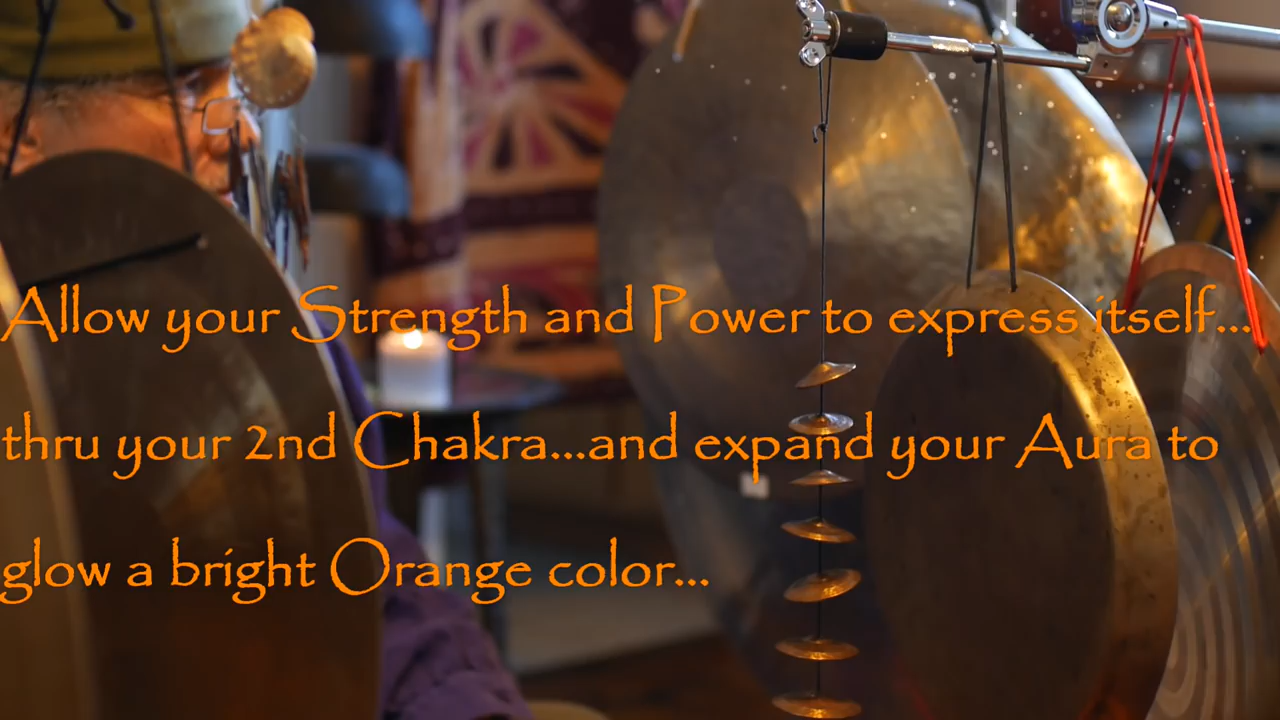 Allow your Strength and Power to express itself...
thru your 2nd Chakra...and expand your Aura to
glow a bright Orange color...